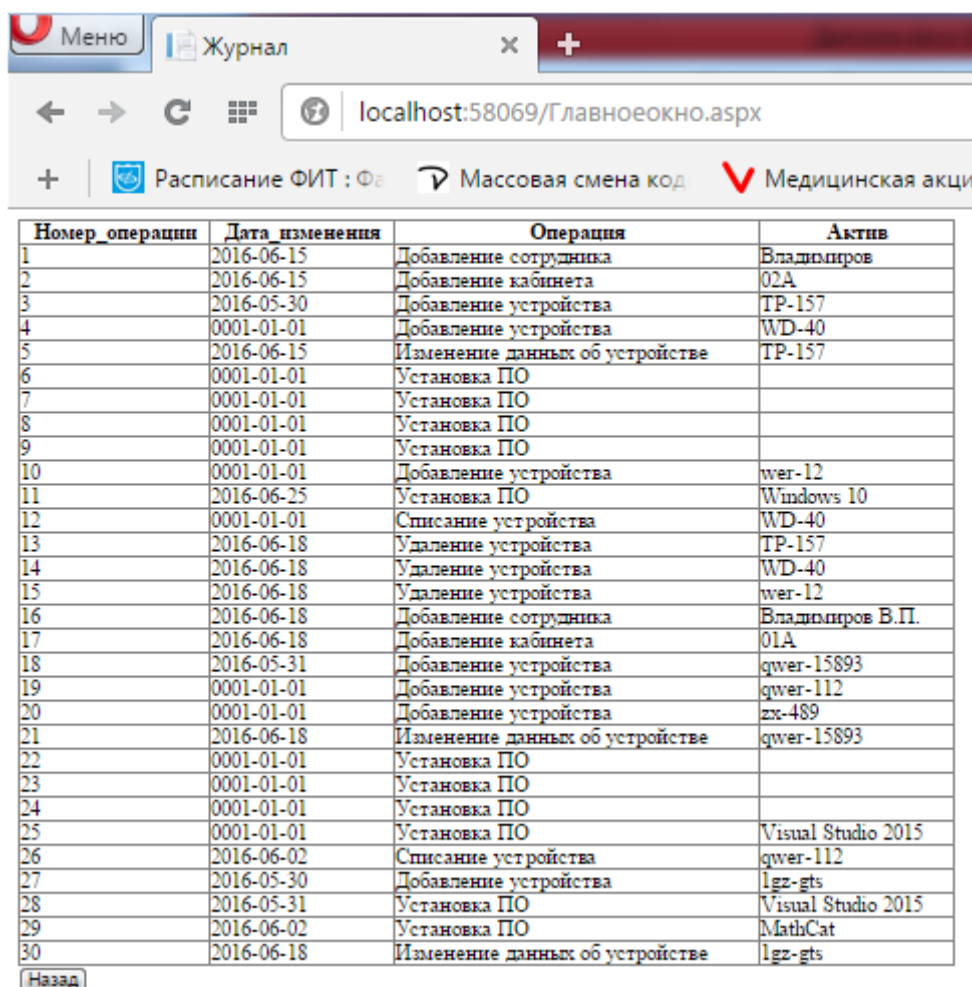 Меню
Журнал
localhost:58069/Главноеокно.aspx
Расписание ФИТ : Фа Массовая смена код Медицинская акци
Номер_операции Дата_изменения Операция Актив
1 2016-06-15 Добавление сотрудника Владимиров
2 2016-06-15 Добавление кабинета 02А
3 2016-05-30 Добавление устройства TP-157
4 0001-01-01 Добавление устройства WD-40
5 2016-06-15 Изменение данных об устройстве TP-157
6 0001-01-01 Установка ПО
7 0001-01-01 Установка ПО
8 0001-01-01 Установка ПО
9 0001-01-01 Установка ПО
10 0001-01-01 Добавление устройства wer-12
11 2016-06-25 Установка ПО Windows 10
12 0001-01-01 Списание устройства WD-40
13 2016-06-18 Удаление устройства TP-157
14 2016-06-18 Удаление устройства WD-40
15 2016-06-18 Удаление устройства wer-12
16 2016-06-18 Добавление сотрудника Владимиров В.П.
17 2016-06-18 Добавление кабинета 01А
18 2016-05-31 Добавление устройства qwer-15893
19 0001-01-01 Добавление устройства qwer-112
20 0001-01-01 Добавление устройства zx-489
21 2016-06-18 Изменение данных об устройстве qwer-15893
22 0001-01-01 Установка ПО
23 0001-01-01 Установка ПО
24 0001-01-01 Установка ПО
25 0001-01-01 Установка ПО Visual Studio 2015
26 2016-06-02 Списание устройства qwer-112
27 2016-05-30 Добавление устройства lgz-gts
28 2016-05-31 Установка ПО Visual Studio 2015
29 2016-06-02 Установка ПО MathCat
30 2016-06-18 Изменение данных об устройстве lgz-gts
Назад